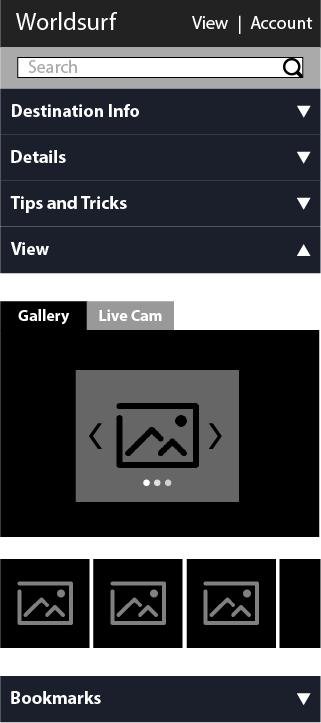 Worldsurf View | Account
Search
Destination Info
Details
Tips and Tricks
View
Gallery Live Cam
Bookmarks